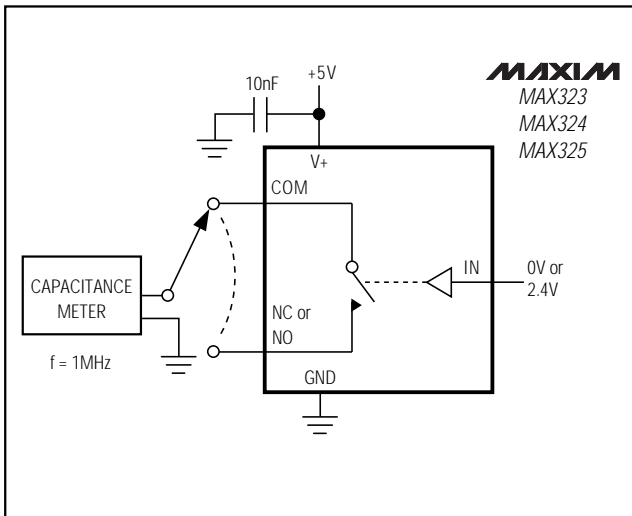 +5V
10nF
MAXIM
MAX323
MAX324
MAX325
V+
COM
IN
0V or
2.4V
CAPACITANCE
METER
NC or
NO
f = 1MHz
GND